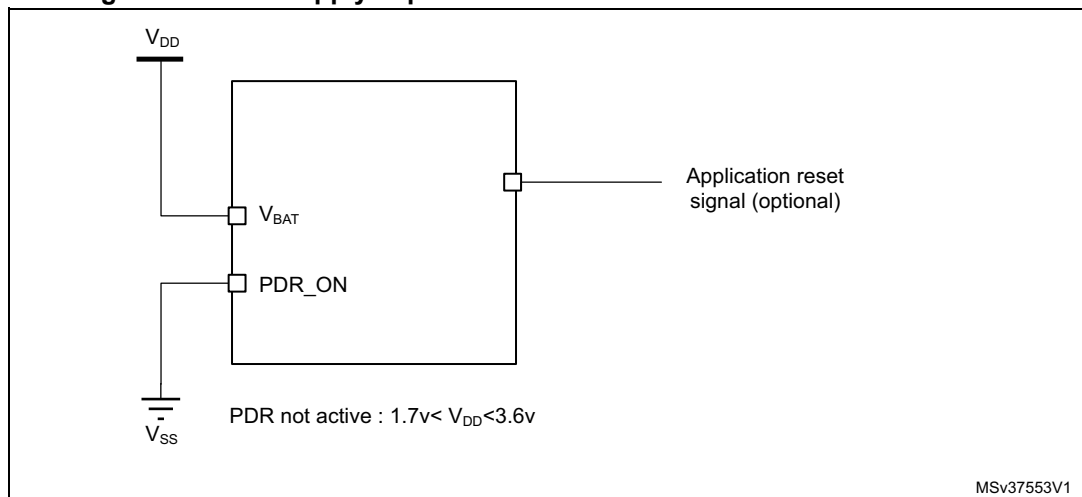 V_DD
V_BAT
Application reset
signal (optional)
PDR_ON
V_SS
PDR not active : 1.7v< V_DD<3.6v
MSv37553V1